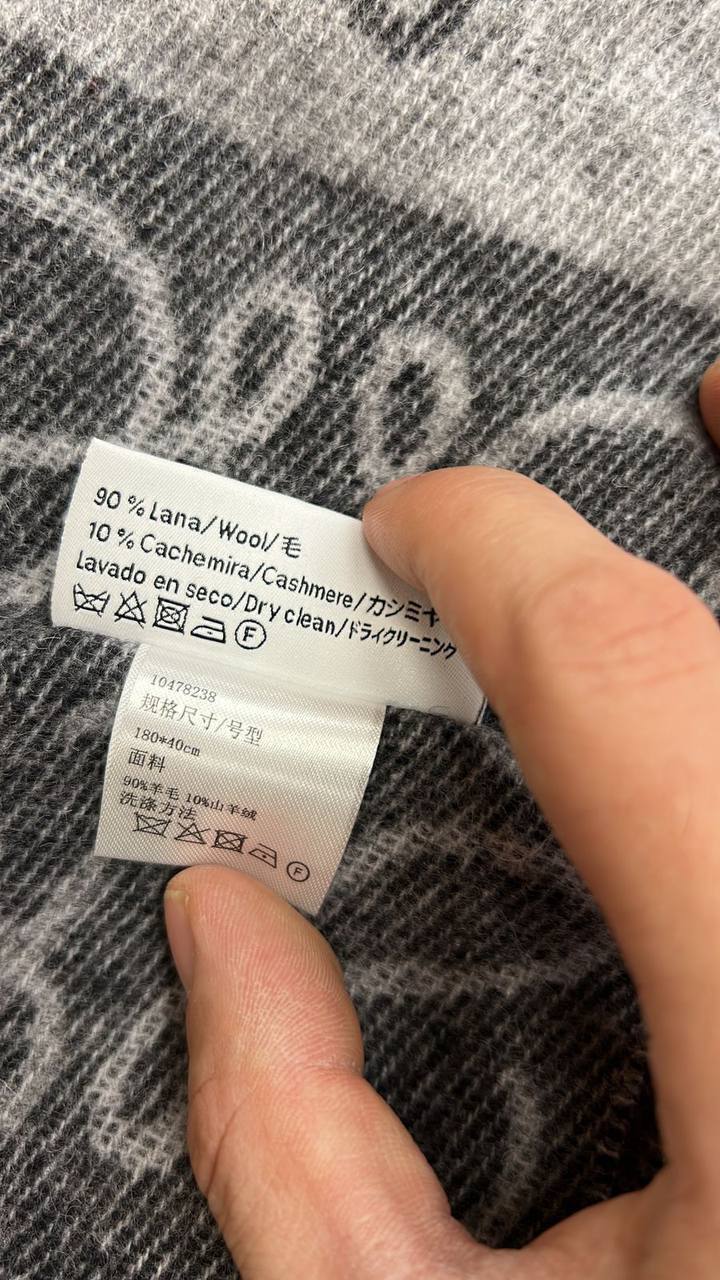 90 % Lana/Wool/毛
10 % Cachemira/Cashmere/カシミヤ
Lavado en seco/Dry clean/ドライクリーニング
F
10478238
规格尺寸/号型
180*40cm
面料
90%羊毛 10%山羊绒
洗涤方法
F